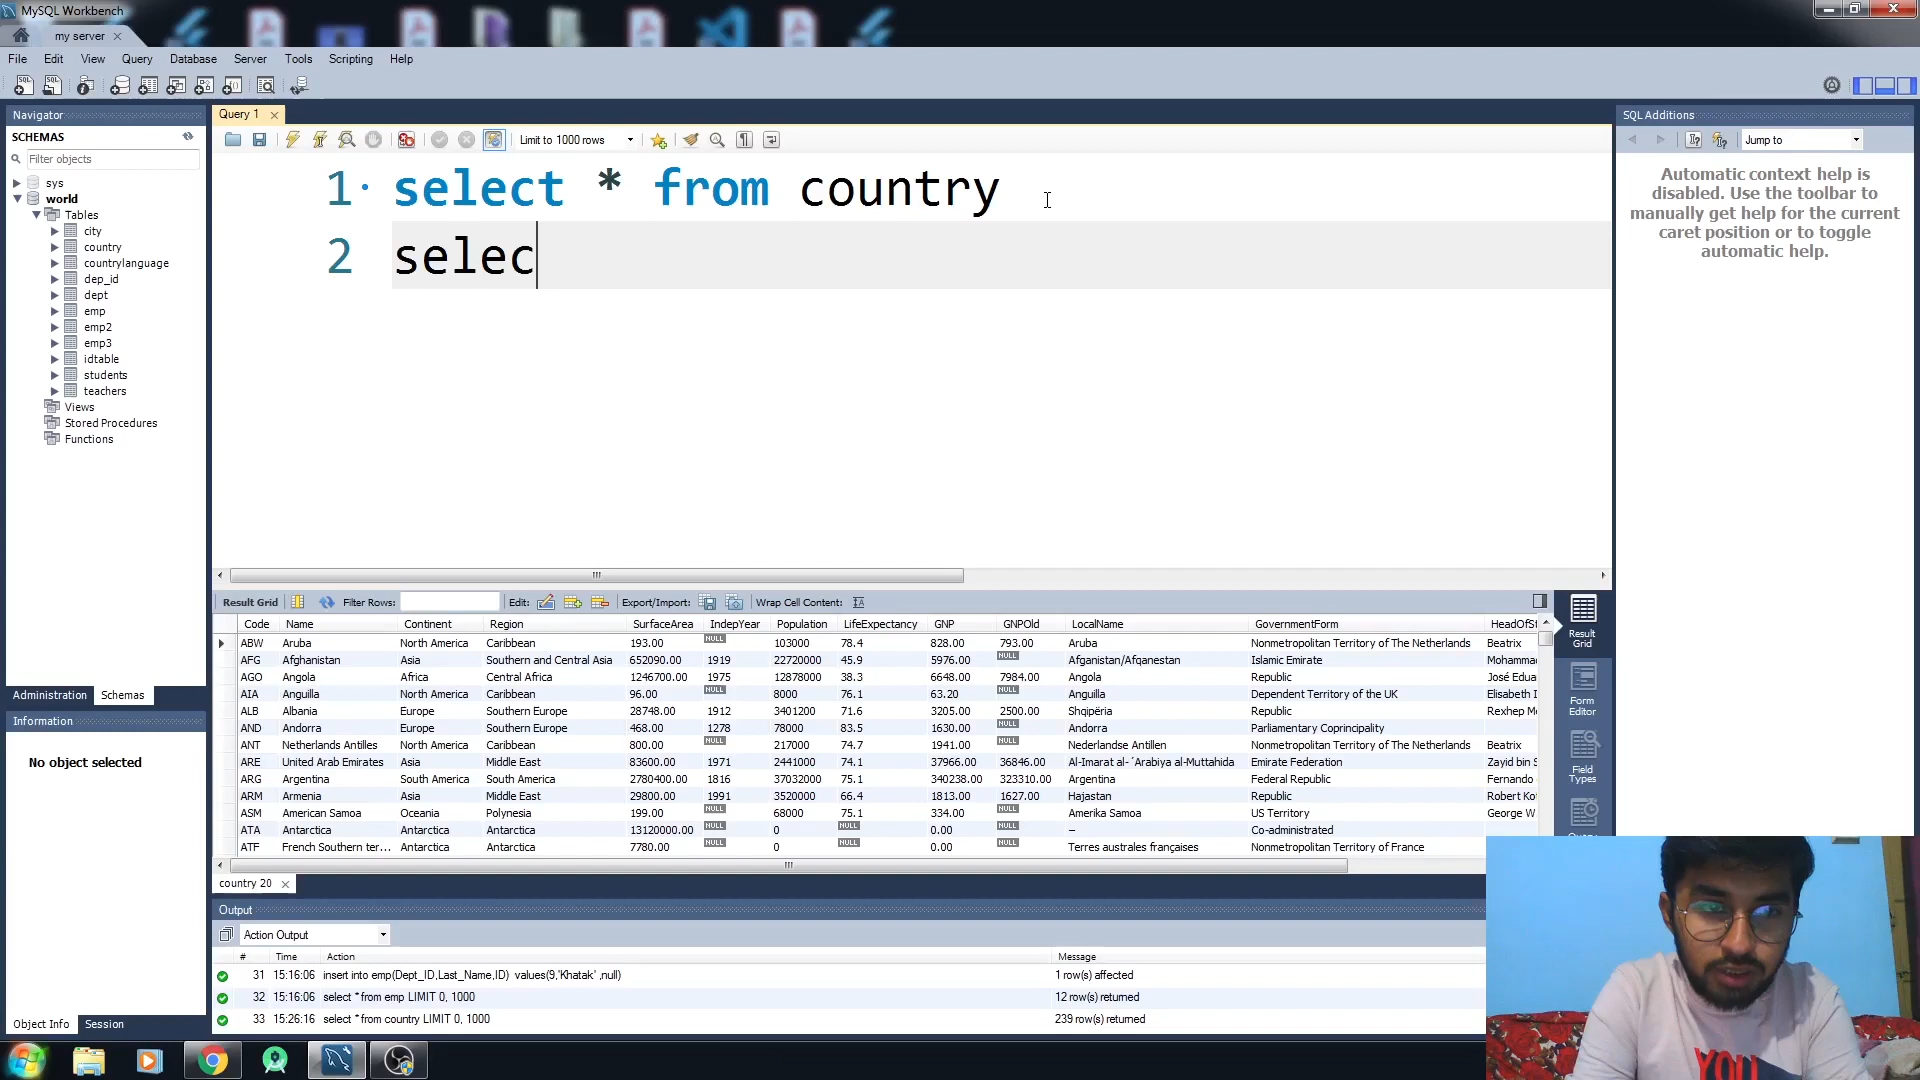 MySQL Workbench
my server
File Edit View Query Database Server Tools Scripting Help
Navigator
SCHEMAS
Filter objects
sys
world
Tables
city
country
countrylanguage
dep_id
dept
emp
emp2
emp3
idtable
students
teachers
Views
Stored Procedures
Functions
Administration Schemas
Information
No object selected
Object Info Session
Query 1
Limit to 1000 rows
1 select * from country
2 selec
SQL Additions
Jump to
Automatic context help is
disabled. Use the toolbar to
manually get help for the current
caret position or to toggle
automatic help.
Result Grid Filter Rows: Edit: Export/Import: Wrap Cell Content:
Code Name Continent Region SurfaceArea IndepYear Population LifeExpectancy GNP GNPOld LocalName GovernmentForm HeadOfSt
ABW Aruba North America Caribbean 193.00 NULL 103000 78.4 828.00 793.00 Aruba Nonmetropolitan Territory of The Netherlands Beatrix
AFG Afghanistan Asia Southern and Central Asia 652090.00 1919 22720000 45.9 5976.00 NULL Afganistan/Afqanestan Islamic Emirate Mohamma
AGO Angola Africa Central Africa 1246700.00 1975 12878000 38.3 6648.00 7984.00 Angola Republic José Edua
AIA Anguilla North America Caribbean 96.00 NULL 8000 76.1 63.20 NULL Anguilla Dependent Territory of the UK Elisabeth I
ALB Albania Europe Southern Europe 28748.00 1912 3401200 71.6 3205.00 2500.00 Shqipëria Republic Rexhep Me
AND Andorra Europe Southern Europe 468.00 1278 78000 83.5 1630.00 NULL Andorra Parliamentary Coprincipality
ANT Netherlands Antilles North America Caribbean 800.00 NULL 217000 74.7 1941.00 NULL Nederlandse Antillen Nonmetropolitan Territory of The Netherlands Beatrix
ARE United Arab Emirates Asia Middle East 83600.00 1971 2441000 74.1 37966.00 36846.00 Al-Imarat al-´Arabiya al-Muttahida Emirate Federation Zayid bin S
ARG Argentina South America South America 2780400.00 1816 37032000 75.1 340238.00 323310.00 Argentina Federal Republic Fernando
ARM Armenia Asia Middle East 29800.00 1991 3520000 66.4 1813.00 1627.00 Hajastan Republic Robert Ko
ASM American Samoa Oceania Polynesia 199.00 NULL 68000 75.1 334.00 NULL Amerika Samoa US Territory George W
ATA Antarctica Antarctica Antarctica 13120000.00 NULL 0 NULL 0.00 NULL – Co-administrated
ATF French Southern ter... Antarctica Antarctica 7780.00 NULL 0 NULL 0.00 NULL Terres australes françaises Nonmetropolitan Territory of France
Result
Grid
Form
Editor
Field
Types
country 20
Output
Action Output
# Time Action Message
31 15:16:06 insert into emp(Dept_ID,Last_Name,ID) values(9,'Khatak' ,null) 1 row(s) affected
32 15:16:06 select * from emp LIMIT 0, 1000 12 row(s) returned
33 15:26:16 select * from country LIMIT 0, 1000 239 row(s) returned
YOU